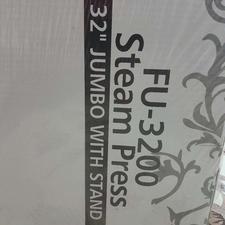 FU-3200
Steam Press
32" JUMBO WITH STAND